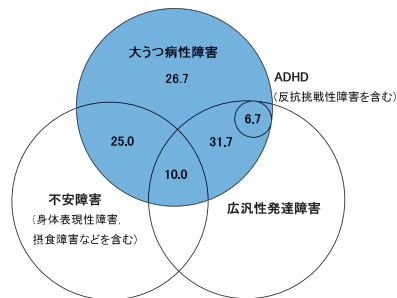 大うつ病性障害
26.7
ADHD
(反抗挑戦性障害を含む)
6.7
25.0
31.7
10.0
不安障害
(身体表現性障害,
摂食障害などを含む)
広汎性発達障害